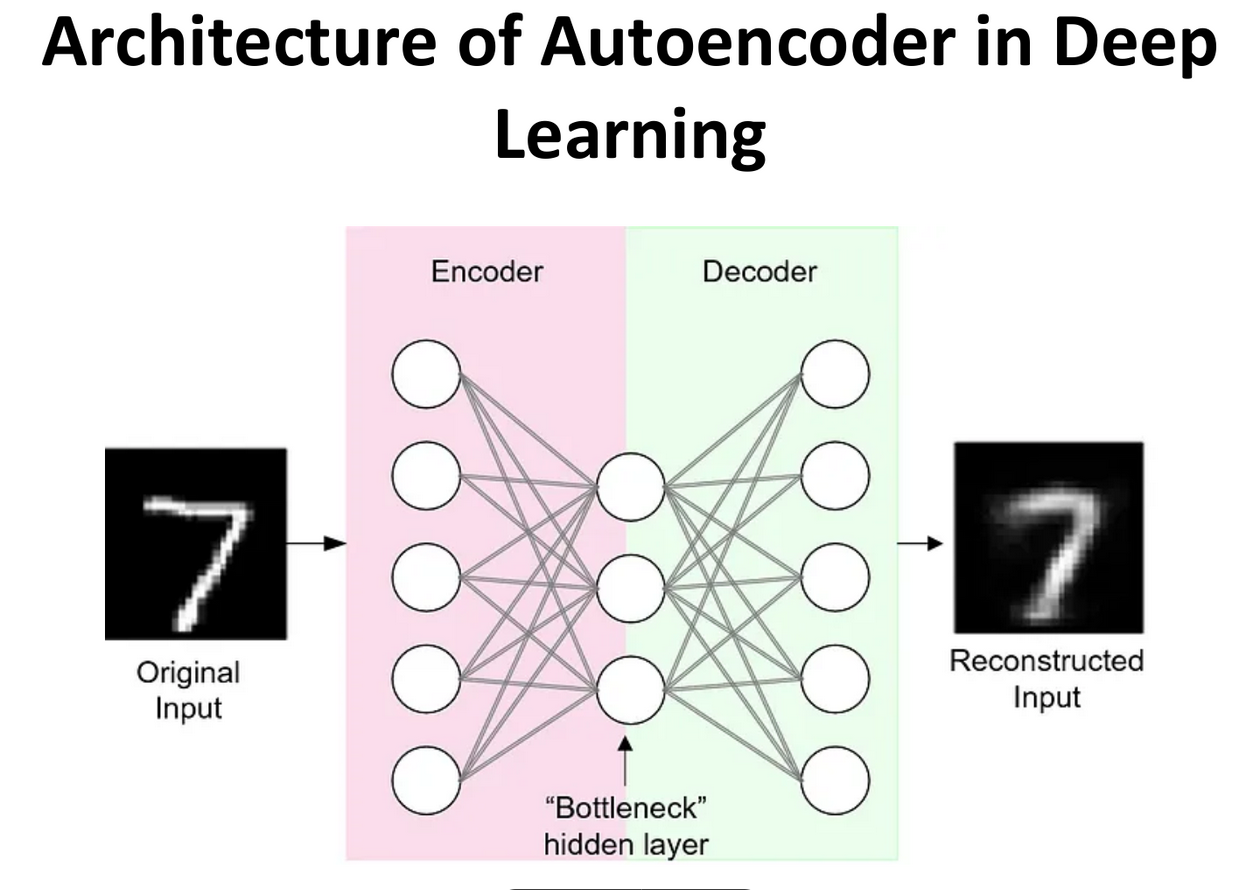 Architecture of Autoencoder in Deep
Learning
Encoder
Decoder
Original
Input
Reconstructed
Input
“Bottleneck”
hidden layer